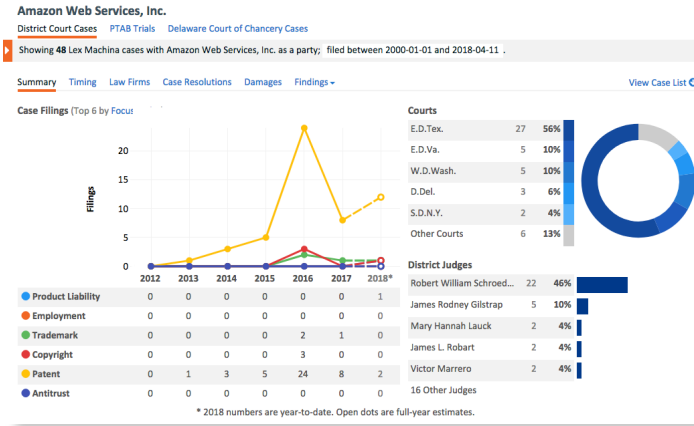 Amazon Web Services, Inc.
District Court Cases PTAB Trials Delaware Court of Chancery Cases
Showing 48 Lex Machina cases with Amazon Web Services, Inc. as a party; filed between 2000-01-01 and 2018-04-11 .
Summary Timing Law Firms Case Resolutions Damages Findings View Case List
Case Filings (Top 6 by Focus
Filings
20
15
10
5
0
2012 2013 2014 2015 2016 2017 2018*
Product Liability 0 0 0 0 0 0 1
Employment 0 0 0 0 0 0 0
Trademark 0 0 0 0 2 1 0
Copyright 0 0 0 0 3 0 0
Patent 0 1 3 5 24 8 2
Antitrust 0 0 0 0 0 0 0
* 2018 numbers are year-to-date. Open dots are full-year estimates.
Courts
E.D.Tex. 27 56%
E.D.Va. 5 10%
W.D.Wash. 5 10%
D.Del. 3 6%
S.D.N.Y. 2 4%
Other Courts 6 13%
District Judges
Robert William Schroed... 22 46%
James Rodney Gilstrap 5 10%
Mary Hannah Lauck 2 4%
James L. Robart 2 4%
Victor Marrero 2 4%
16 Other Judges